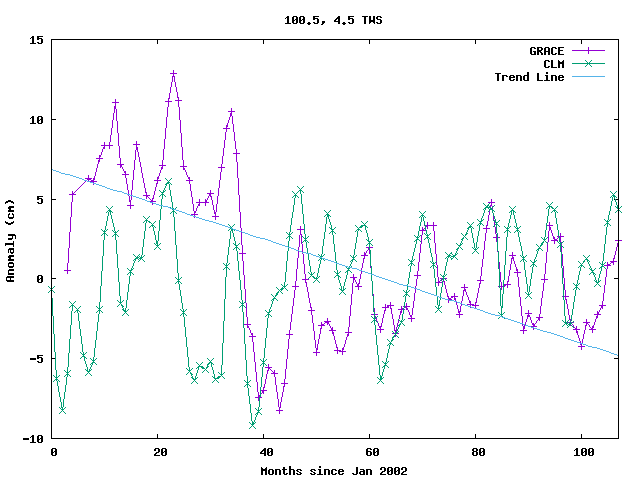 100.5, 4.5 TWS
GRACE
CLM
Trend Line
15
10
5
0
-5
-10
Anomaly (cm)
0 20 40 60 80 100
Months since Jan 2002